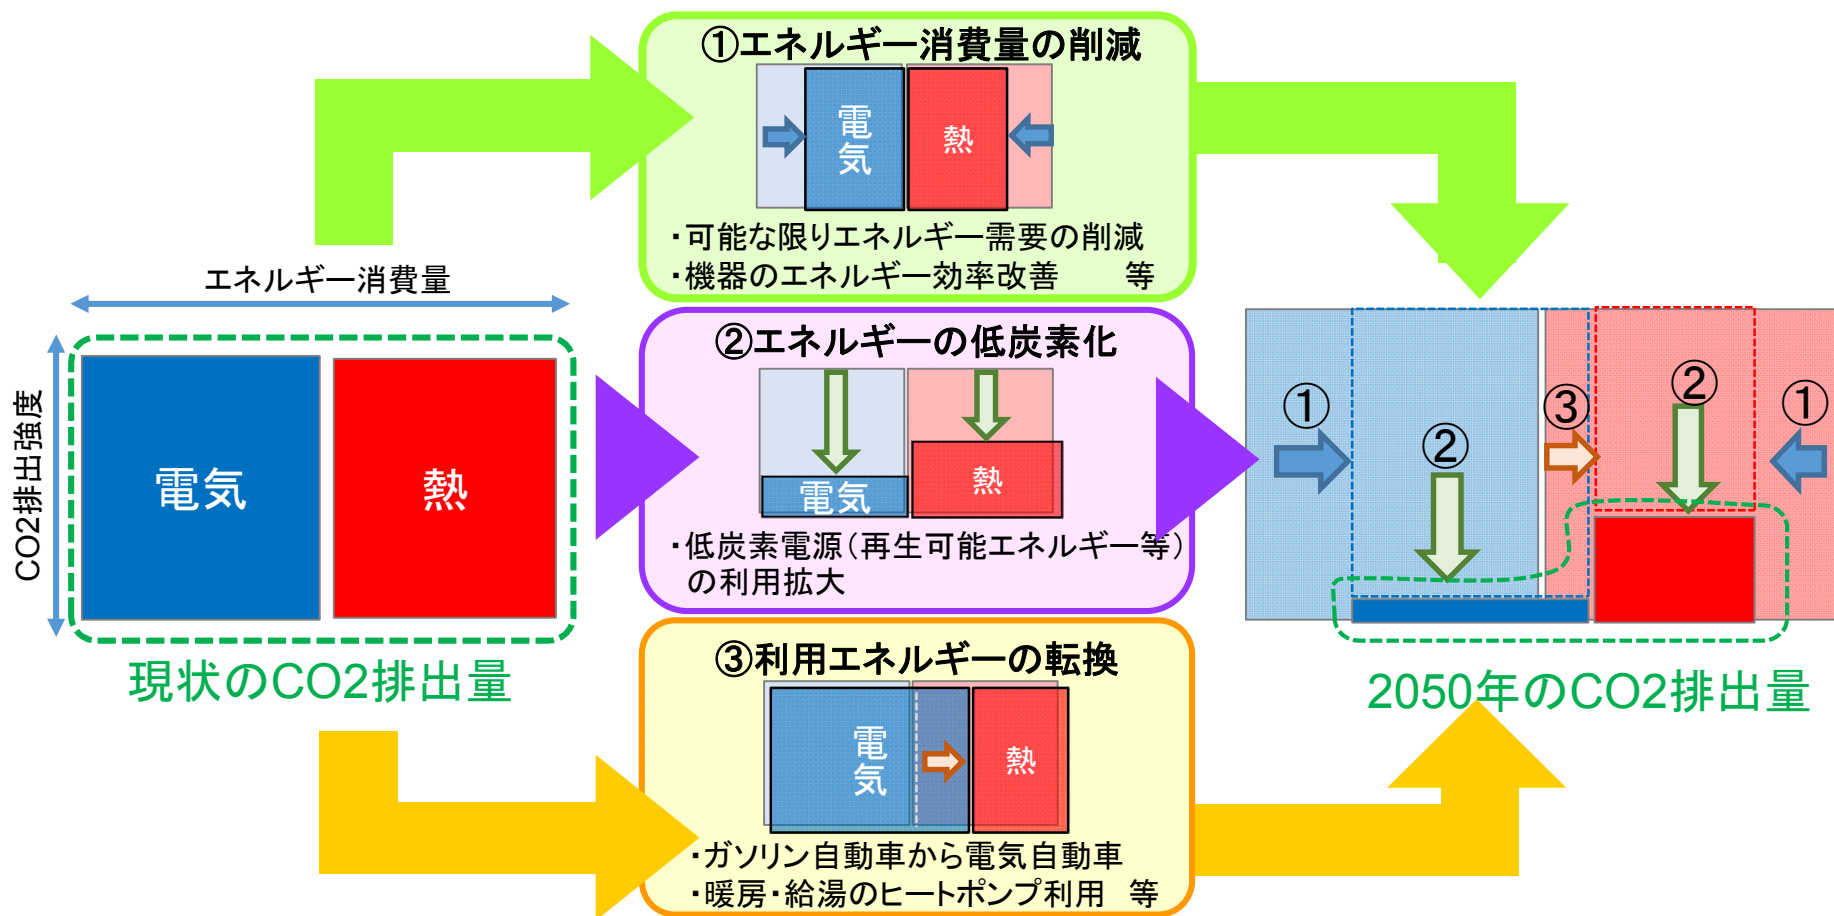 ①エネルギー消費量の削減
電気
熱
・可能な限りエネルギー需要の削減
・機器のエネルギー効率改善　等
エネルギー消費量
CO2排出強度
電気
熱
現状のCO2排出量
②エネルギーの低炭素化
電気
熱
・低炭素電源（再生可能エネルギー等）
の利用拡大
③利用エネルギーの転換
電気
熱
・ガソリン自動車から電気自動車
・暖房・給湯のヒートポンプ利用　等
①
②
③
②
①
2050年のCO2排出量